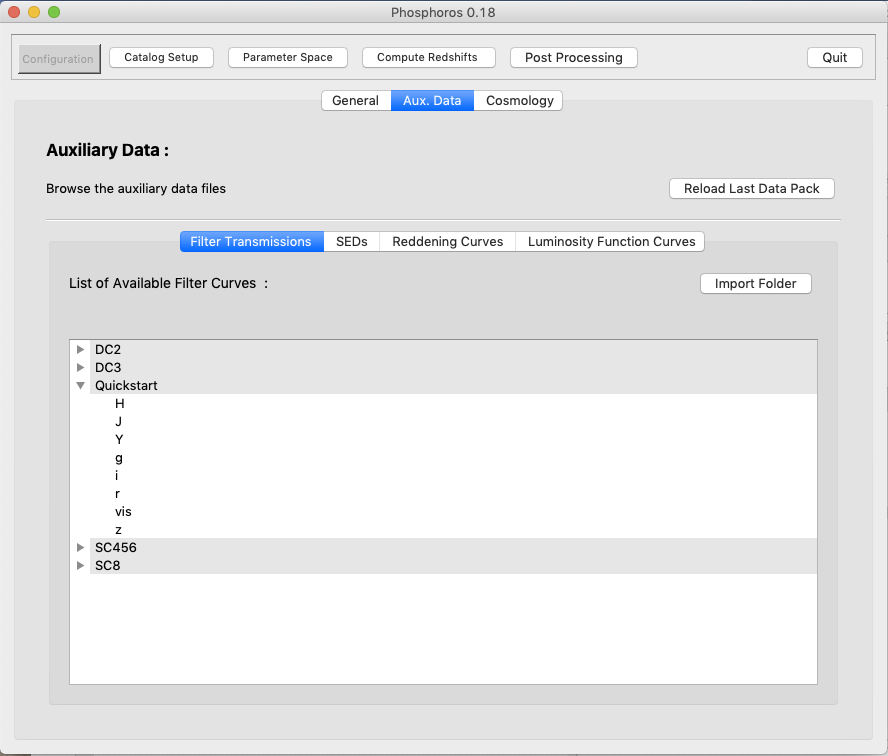 Phosphoros 0.18
Configuration Catalog Setup Parameter Space Compute Redshifts Post Processing Quit
General Aux. Data Cosmology
Auxiliary Data :
Browse the auxiliary data files Reload Last Data Pack
Filter Transmissions SEDs Reddening Curves Luminosity Function Curves
List of Available Filter Curves : Import Folder
DC2
DC3
Quickstart
H
J
Y
g
i
r
vis
z
SC456
SC8